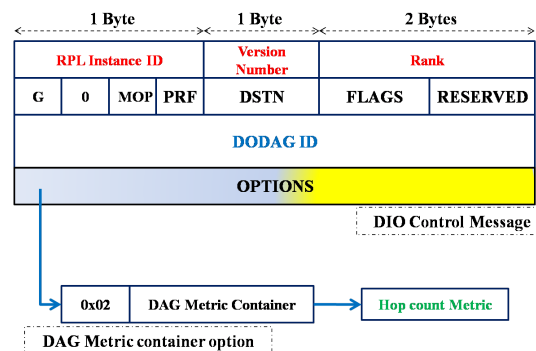 1 Byte
1 Byte
2 Bytes
RPL Instance ID
Version
Number
Rank
G
0
MOP
PRF
DSTN
FLAGS
RESERVED
DODAG ID
OPTIONS
DIO Control Message
0x02
DAG Metric Container
Hop count Metric
DAG Metric container option